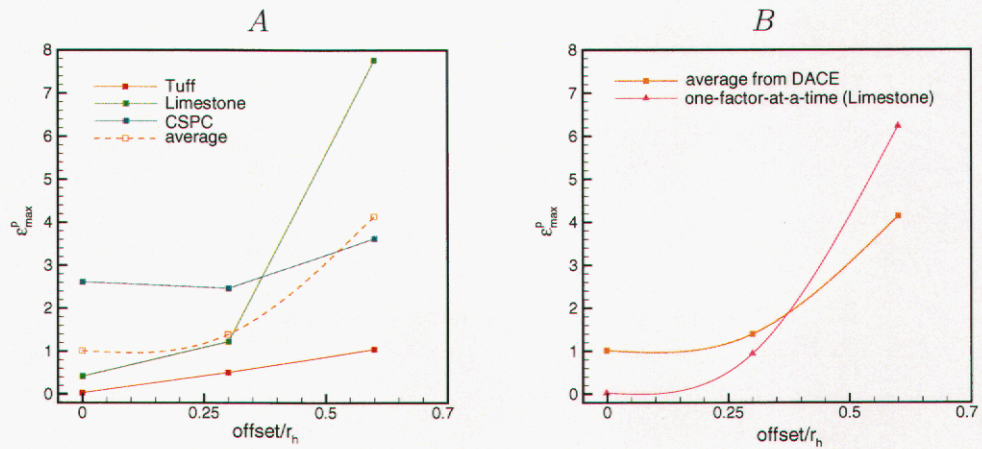 A
8
7
6
5
4
3
2
1
0
ε^p_max
Tuff
Limestone
CSPC
average
0
0.25
0.5
0.7
offset/r_h
B
8
7
6
5
4
3
2
1
0
ε^p_max
average from DACE
one-factor-at-a-time (Limestone)
0
0.25
0.5
0.7
offset/r_h